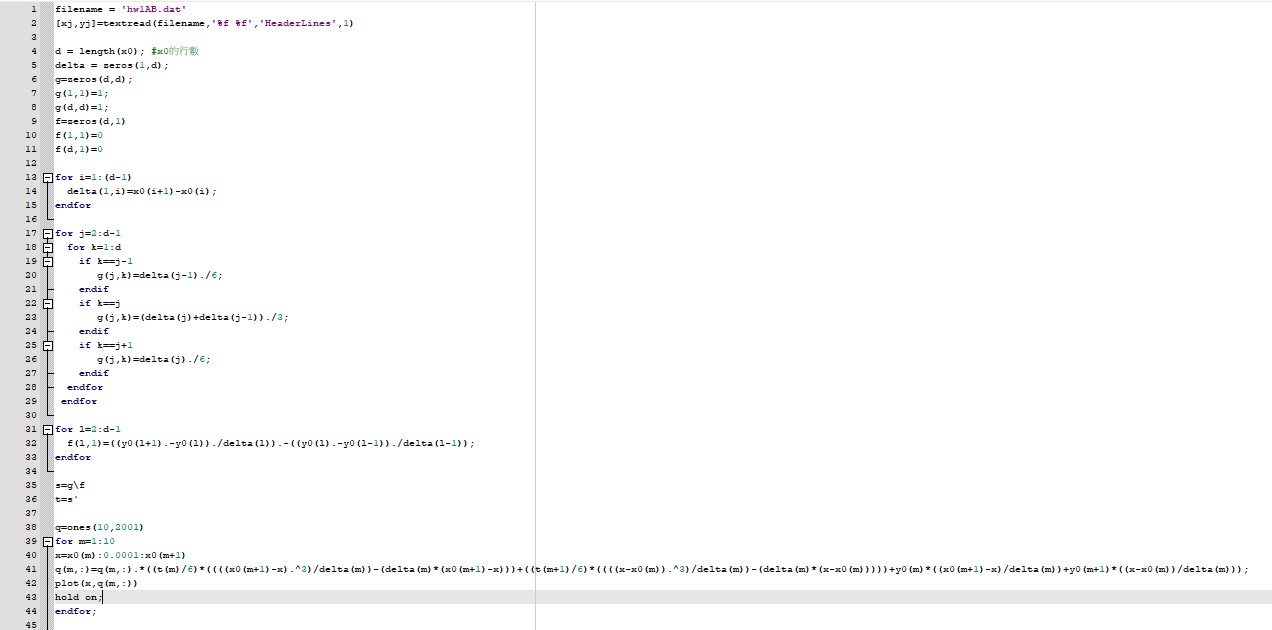 1 filename = 'hw1AB.dat'
2 [xj,yj]=textread(filename,'%f %f','HeaderLines',1)
3
4 d = length(x0); #x0的行數
5 delta = zeros(1,d);
6 g=zeros(d,d);
7 g(1,1)=1;
8 g(d,d)=1;
9 f=zeros(d,1)
10 f(1,1)=0
11 f(d,1)=0
12
13 for i=1:(d-1)
14 delta(1,i)=x0(i+1)-x0(i);
15 endfor
16
17 for j=2:d-1
18 for k=1:d
19 if k==j-1
20 g(j,k)=delta(j-1)./6;
21 endif
22 if k==j
23 g(j,k)=(delta(j)+delta(j-1))./3;
24 endif
25 if k==j+1
26 g(j,k)=delta(j)./6;
27 endif
28 endfor
29 endfor
30
31 for l=2:d-1
32 f(l,1)=((y0(l+1).-y0(l))./delta(l)).-((y0(l).-y0(l-1))./delta(l-1));
33 endfor
34
35 s=g\f
36 t=s'
37
38 q=ones(10,2001)
39 for m=1:10
40 x=x0(m):0.0001:x0(m+1)
41 q(m,:)=q(m,:).*((t(m)/6)*((((x0(m+1)-x).^3)/delta(m))-(delta(m)*(x0(m+1)-x)))+((t(m+1)/6)*((((x-x0(m)).^3)/delta(m))-(delta(m)*(x-x0(m)))))+y0(m)*((x0(m+1)-x)/delta(m))+y0(m+1)*((x-x0(m))/delta(m)));
42 plot(x,q(m,:))
43 hold on;
44 endfor;
45